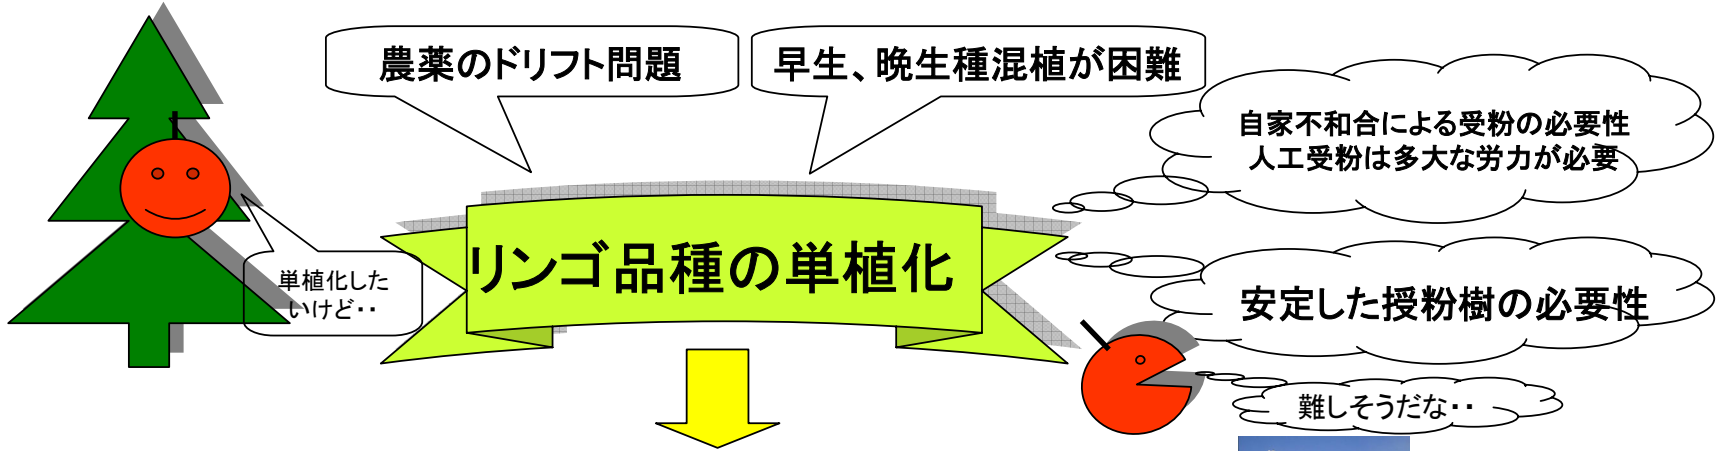 農薬のドリフト問題
早生、晩生種混植が困難
自家不和合による受粉の必要性
人工受粉は多大な労力が必要
リンゴ品種の単植化
単植化した
いけど・・
安定した授粉樹の必要性
難しそうだな・・